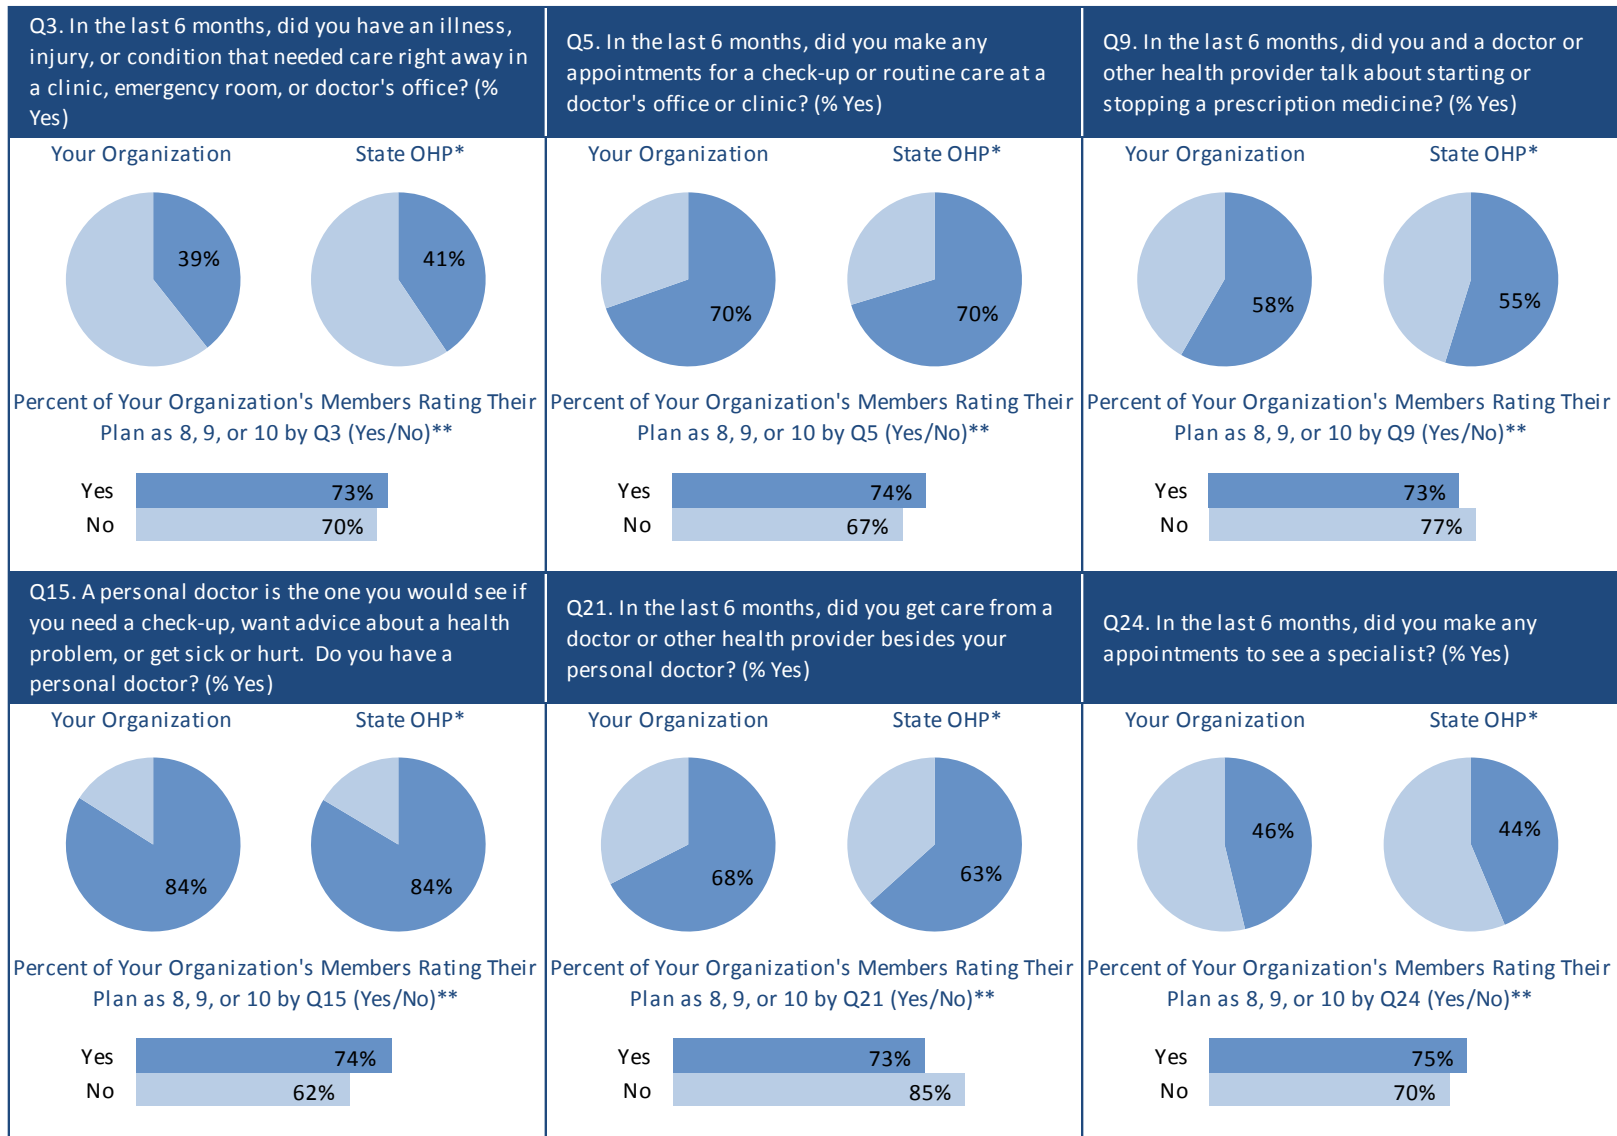 Q3. In the last 6 months, did you have an illness,
injury, or condition that needed care right away in
a clinic, emergency room, or doctor's office? (%
Yes)
Your Organization
State OHP*
39%
41%
Percent of Your Organization's Members Rating Their
Plan as 8, 9, or 10 by Q3 (Yes/No)**
Yes
73%
No
70%
Q5. In the last 6 months, did you make any
appointments for a check-up or routine care at a
doctor's office or clinic? (% Yes)
Your Organization
State OHP*
70%
70%
Percent of Your Organization's Members Rating Their
Plan as 8, 9, or 10 by Q5 (Yes/No)**
Yes
74%
No
67%
Q9. In the last 6 months, did you and a doctor or
other health provider talk about starting or
stopping a prescription medicine? (% Yes)
Your Organization
State OHP*
58%
55%
Percent of Your Organization's Members Rating Their
Plan as 8, 9, or 10 by Q9 (Yes/No)**
Yes
73%
No
77%
Q15. A personal doctor is the one you would see if
you need a check-up, want advice about a health
problem, or get sick or hurt.  Do you have a
personal doctor? (% Yes)
Your Organization
State OHP*
84%
84%
Percent of Your Organization's Members Rating Their
Plan as 8, 9, or 10 by Q15 (Yes/No)**
Yes
74%
No
62%
Q21. In the last 6 months, did you get care from a
doctor or other health provider besides your
personal doctor? (% Yes)
Your Organization
State OHP*
68%
63%
Percent of Your Organization's Members Rating Their
Plan as 8, 9, or 10 by Q21 (Yes/No)**
Yes
73%
No
85%
Q24. In the last 6 months, did you make any
appointments to see a specialist? (% Yes)
Your Organization
State OHP*
46%
44%
Percent of Your Organization's Members Rating Their
Plan as 8, 9, or 10 by Q24 (Yes/No)**
Yes
75%
No
70%